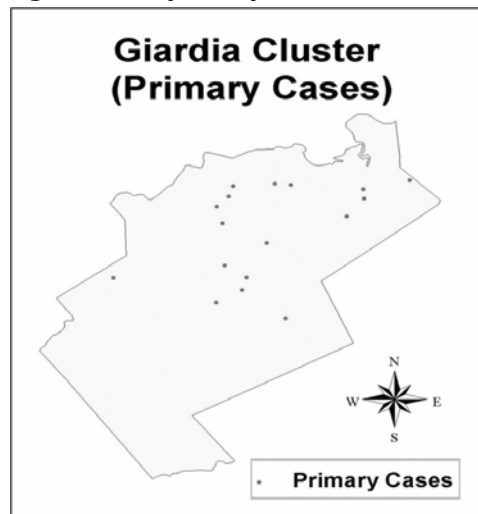 Giardia Cluster
(Primary Cases)
N
W E
S
Primary Cases